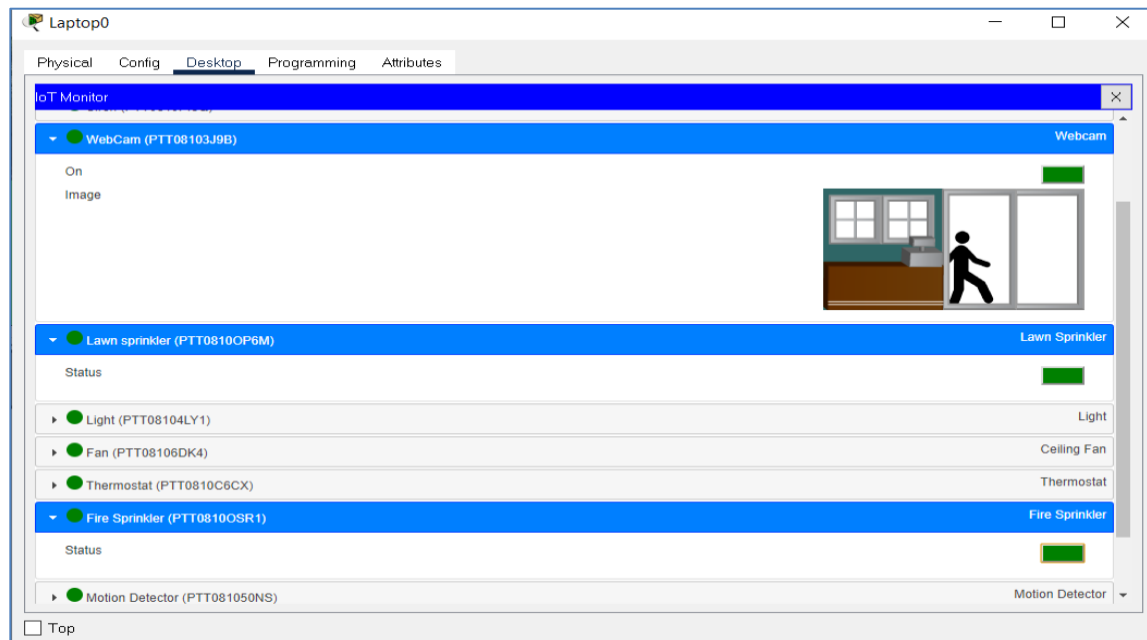 Laptop0
Physical Config Desktop Programming Attributes
IoT Monitor
WebCam (PTT08103J9B) Webcam
On
Image
Lawn sprinkler (PTT0810OP6M) Lawn Sprinkler
Status
Light (PTT08104LY1) Light
Fan (PTT08106DK4) Ceiling Fan
Thermostat (PTT0810C6CX) Thermostat
Fire Sprinkler (PTT0810OSR1) Fire Sprinkler
Status
Motion Detector (PTT081050NS) Motion Detector
Top